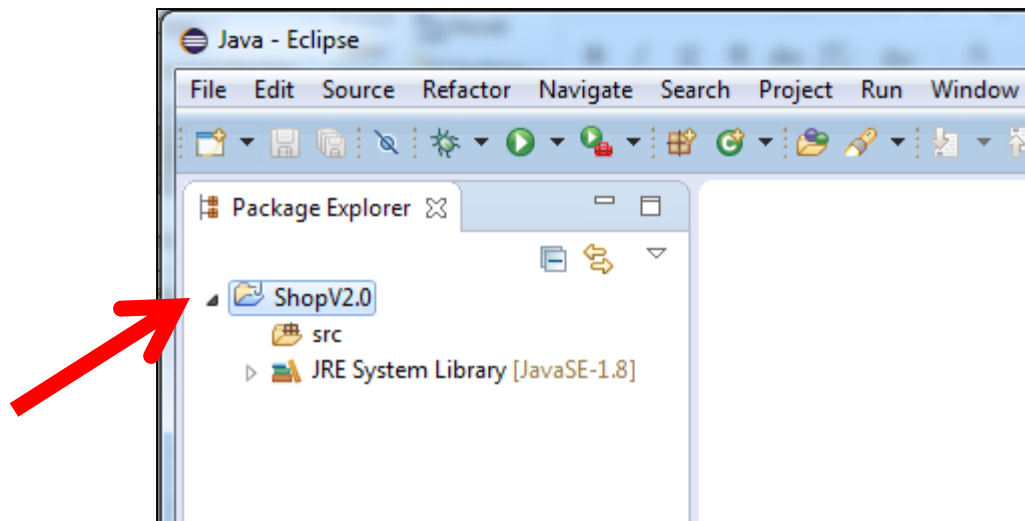 Java - Eclipse
File Edit Source Refactor Navigate Search Project Run Window
Package Explorer
ShopV2.0
src
JRE System Library [JavaSE-1.8]